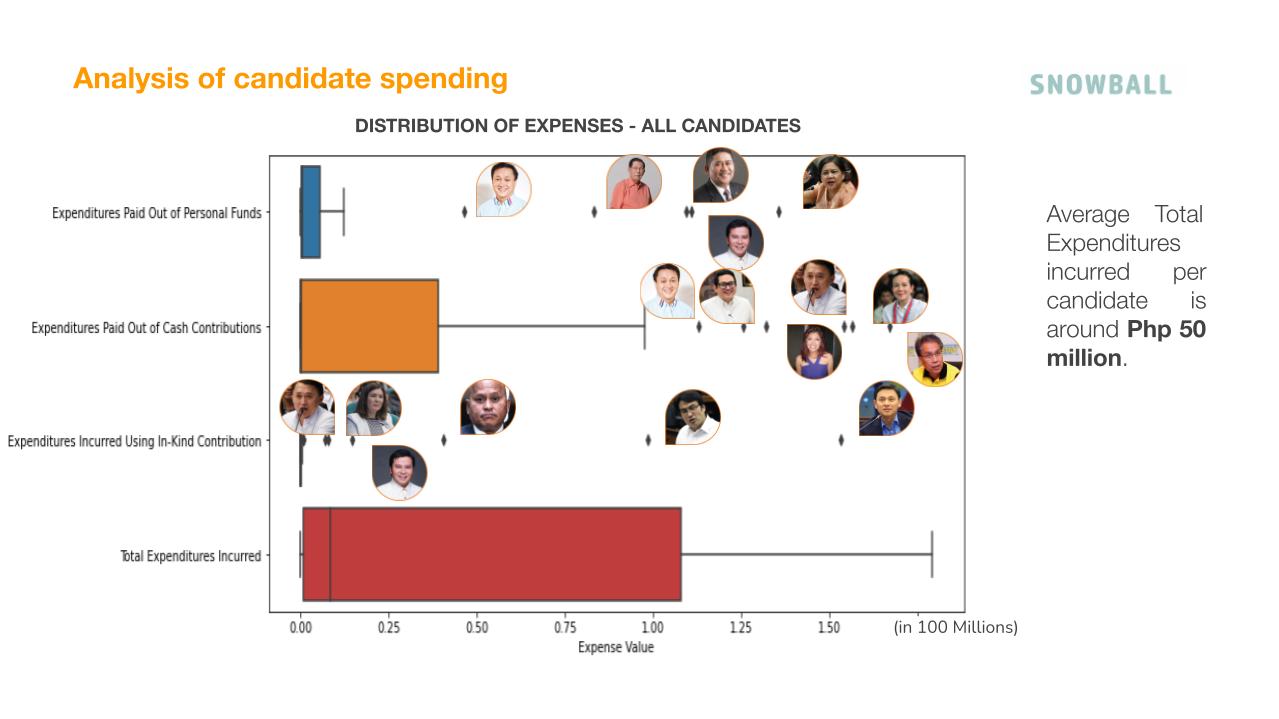 Analysis of candidate spending
SNOWBALL
DISTRIBUTION OF EXPENSES - ALL CANDIDATES
Expenditures Paid Out of Personal Funds
Expenditures Paid Out of Cash Contributions
Expenditures Incurred Using In-Kind Contribution
Total Expenditures Incurred
0.00 0.25 0.50 0.75 1.00 1.25 1.50 (in 100 Millions)
Expense Value
Average Total
Expenditures
incurred per
candidate is
around Php 50
million.